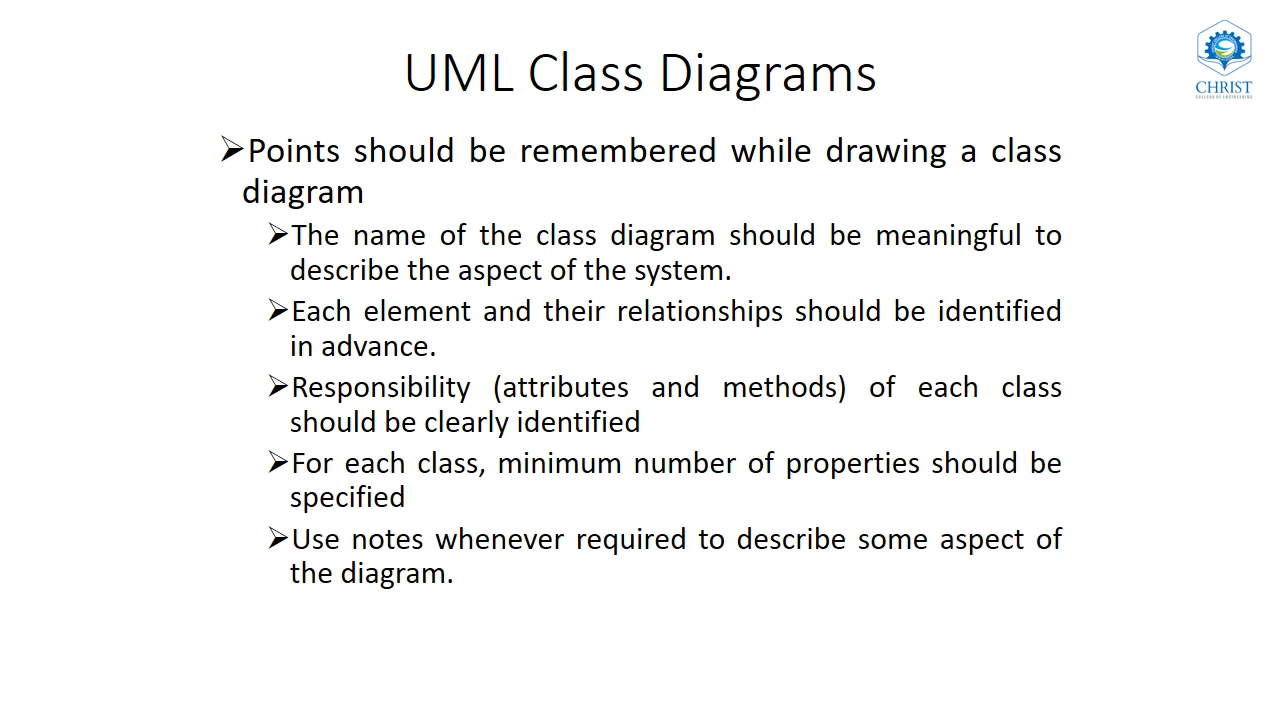 UML Class Diagrams
CHRIST
COLLEGE OF ENGINEERING
➢Points should be remembered while drawing a class
diagram
➢The name of the class diagram should be meaningful to
describe the aspect of the system.
➢Each element and their relationships should be identified
in advance.
➢Responsibility (attributes and methods) of each class
should be clearly identified
➢For each class, minimum number of properties should be
specified
➢Use notes whenever required to describe some aspect of
the diagram.